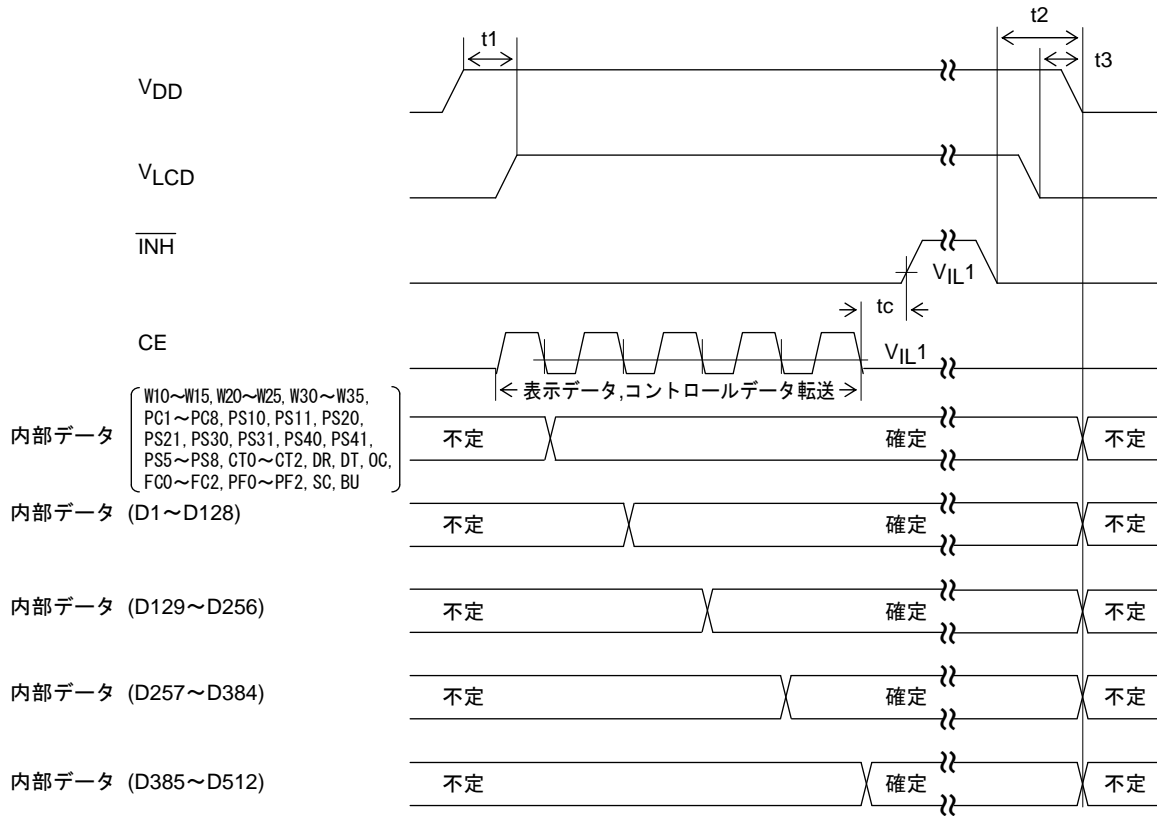 t1
t2
t3
VDD
VLCD
INH
VIL1
tc
CE
VIL1
表示データ,コントロールデータ転送
内部データ
W10～W15, W20～W25, W30～W35,
PC1～PC8, PS10, PS11, PS20,
PS21, PS30, PS31, PS40, PS41,
PS5～PS8, CT0～CT2, DR, DT, OC,
FC0～FC2, PF0～PF2, SC, BU
不定 確定 不定
内部データ (D1～D128)
不定 確定 不定
内部データ (D129～D256)
不定 確定 不定
内部データ (D257～D384)
不定 確定 不定
内部データ (D385～D512)
不定 確定 不定